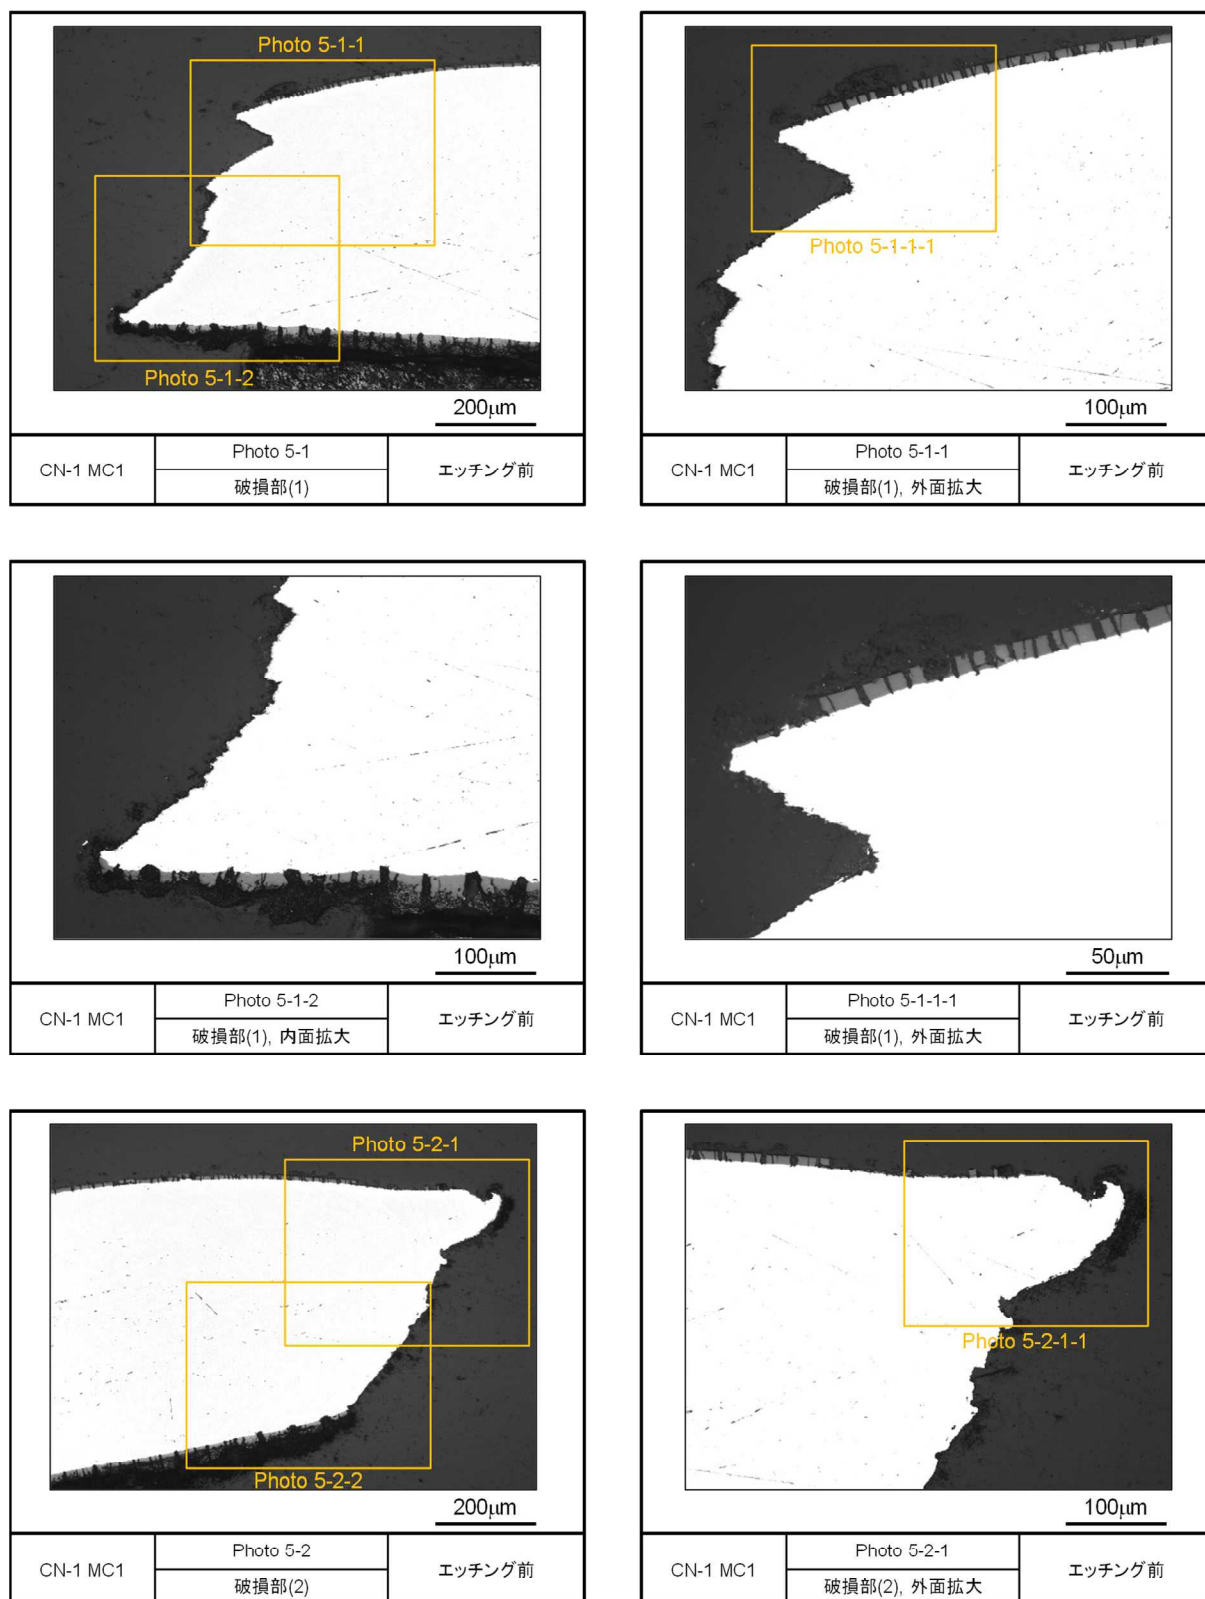 Photo 5-1-1
Photo 5-1-2
200μm
CN-1 MC1
Photo 5-1
破損部(1)
エッチング前
Photo 5-1-1-1
100μm
CN-1 MC1
Photo 5-1-1
破損部(1), 外面拡大
エッチング前
100μm
CN-1 MC1
Photo 5-1-2
破損部(1), 内面拡大
エッチング前
50μm
CN-1 MC1
Photo 5-1-1-1
破損部(1), 外面拡大
エッチング前
Photo 5-2-1
Photo 5-2-2
200μm
CN-1 MC1
Photo 5-2
破損部(2)
エッチング前
Photo 5-2-1-1
100μm
CN-1 MC1
Photo 5-2-1
破損部(2), 外面拡大
エッチング前